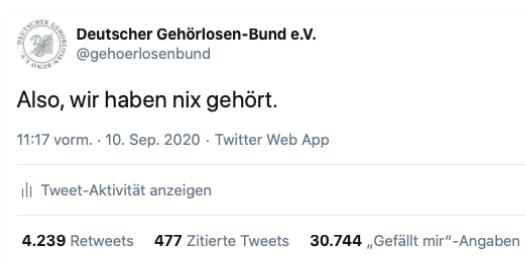 Deutscher Gehörlosen-Bund e.V.
@gehoerlosenbund
Also, wir haben nix gehört.
11:17 vorm. · 10. Sep. 2020 · Twitter Web App
Tweet-Aktivität anzeigen
4.239 Retweets 477 Zitierte Tweets 30.744 „Gefällt mir“-Angaben